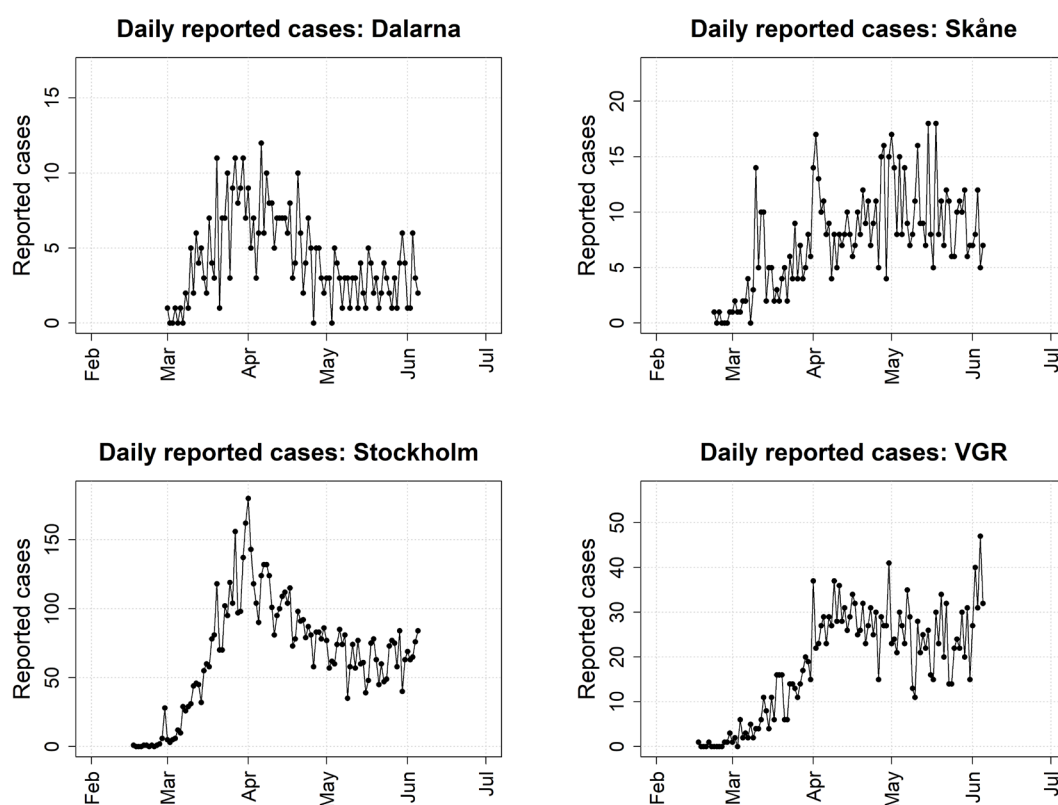 Daily reported cases: Dalarna
Reported cases
15
10
5
0
Feb
Mar
Apr
May
Jun
Jul
Daily reported cases: Skåne
Reported cases
20
15
10
5
0
Feb
Mar
Apr
May
Jun
Jul
Daily reported cases: Stockholm
Reported cases
150
100
50
0
Feb
Mar
Apr
May
Jun
Jul
Daily reported cases: VGR
Reported cases
50
40
30
20
10
0
Feb
Mar
Apr
May
Jun
Jul